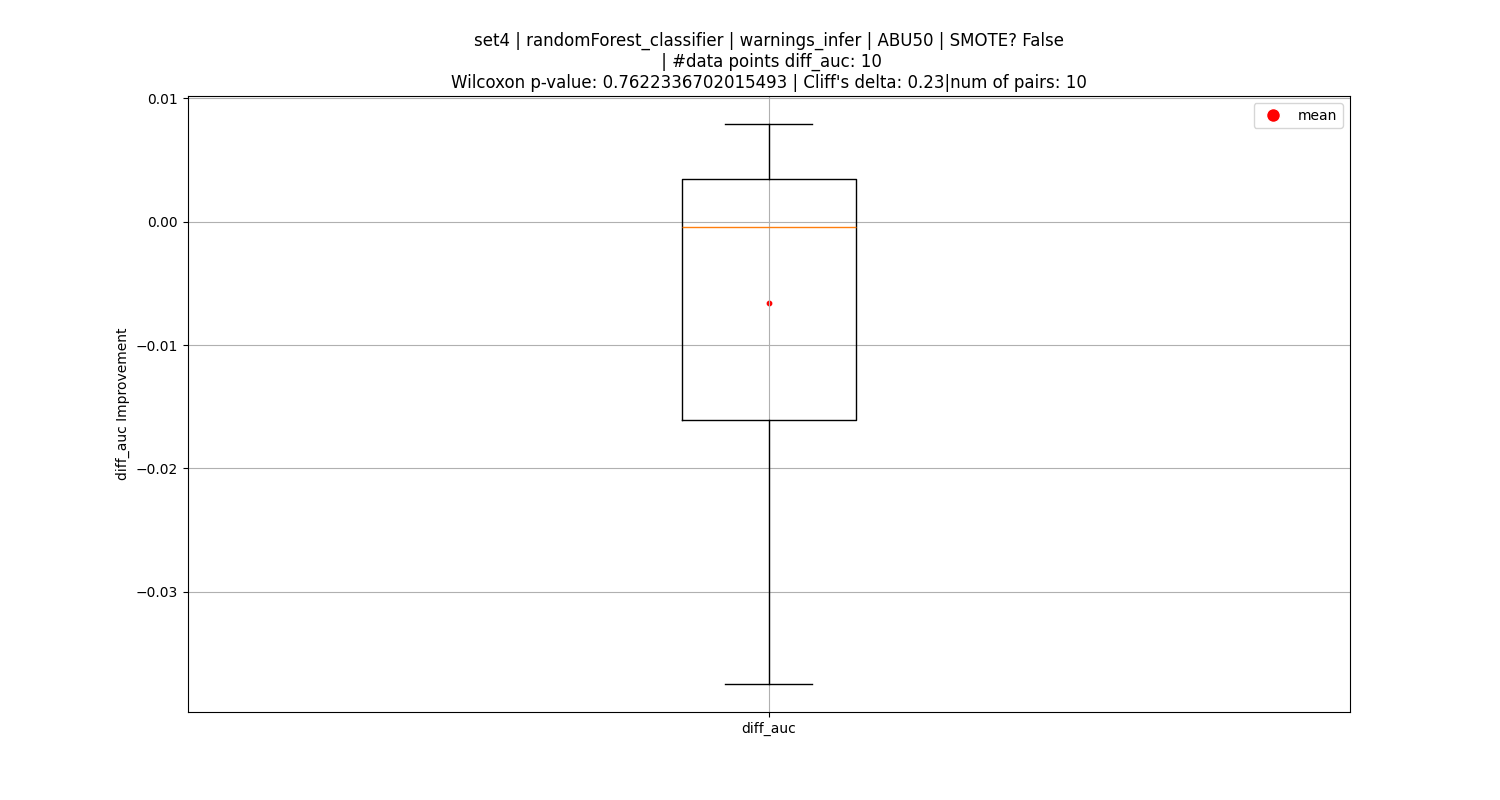 set4 | randomForest_classifier | warnings_infer | ABU50 | SMOTE? False
| #data points diff_auc: 10
Wilcoxon p-value: 0.7622336702015493 | Cliff's delta: 0.23|num of pairs: 10
mean
0.01
0.00
−0.01
−0.02
−0.03
diff_auc Improvement
diff_auc